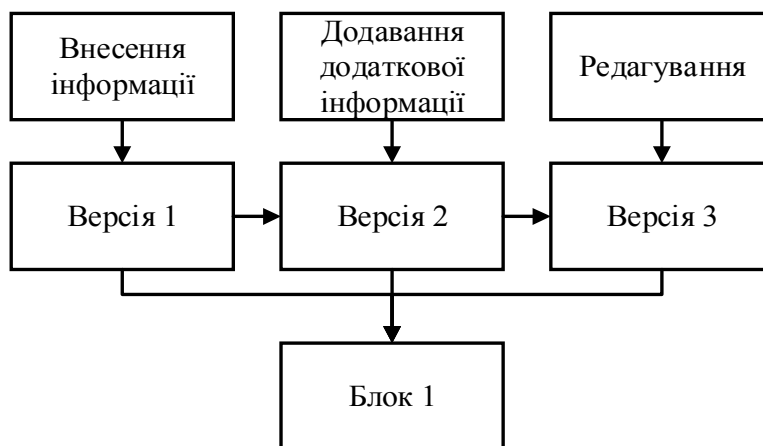 Внесення
інформації
Додавання
додаткової
інформації
Редагування
Версія 1
Версія 2
Версія 3
Блок 1